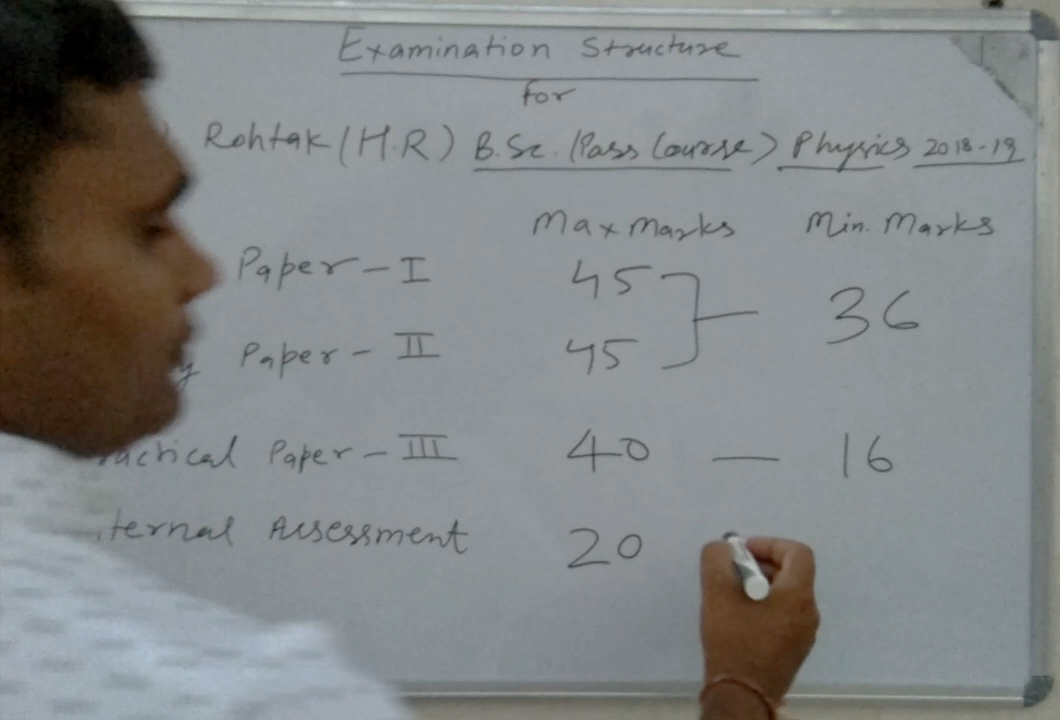 Examination Structure
for
Rohtak (H.R) B.Sc. (Pass Course) Physics 2018-19
Max Marks Min. Marks
Paper - I 45
36
Paper - II 45
Paper - III 40 — 16
Assessment 20